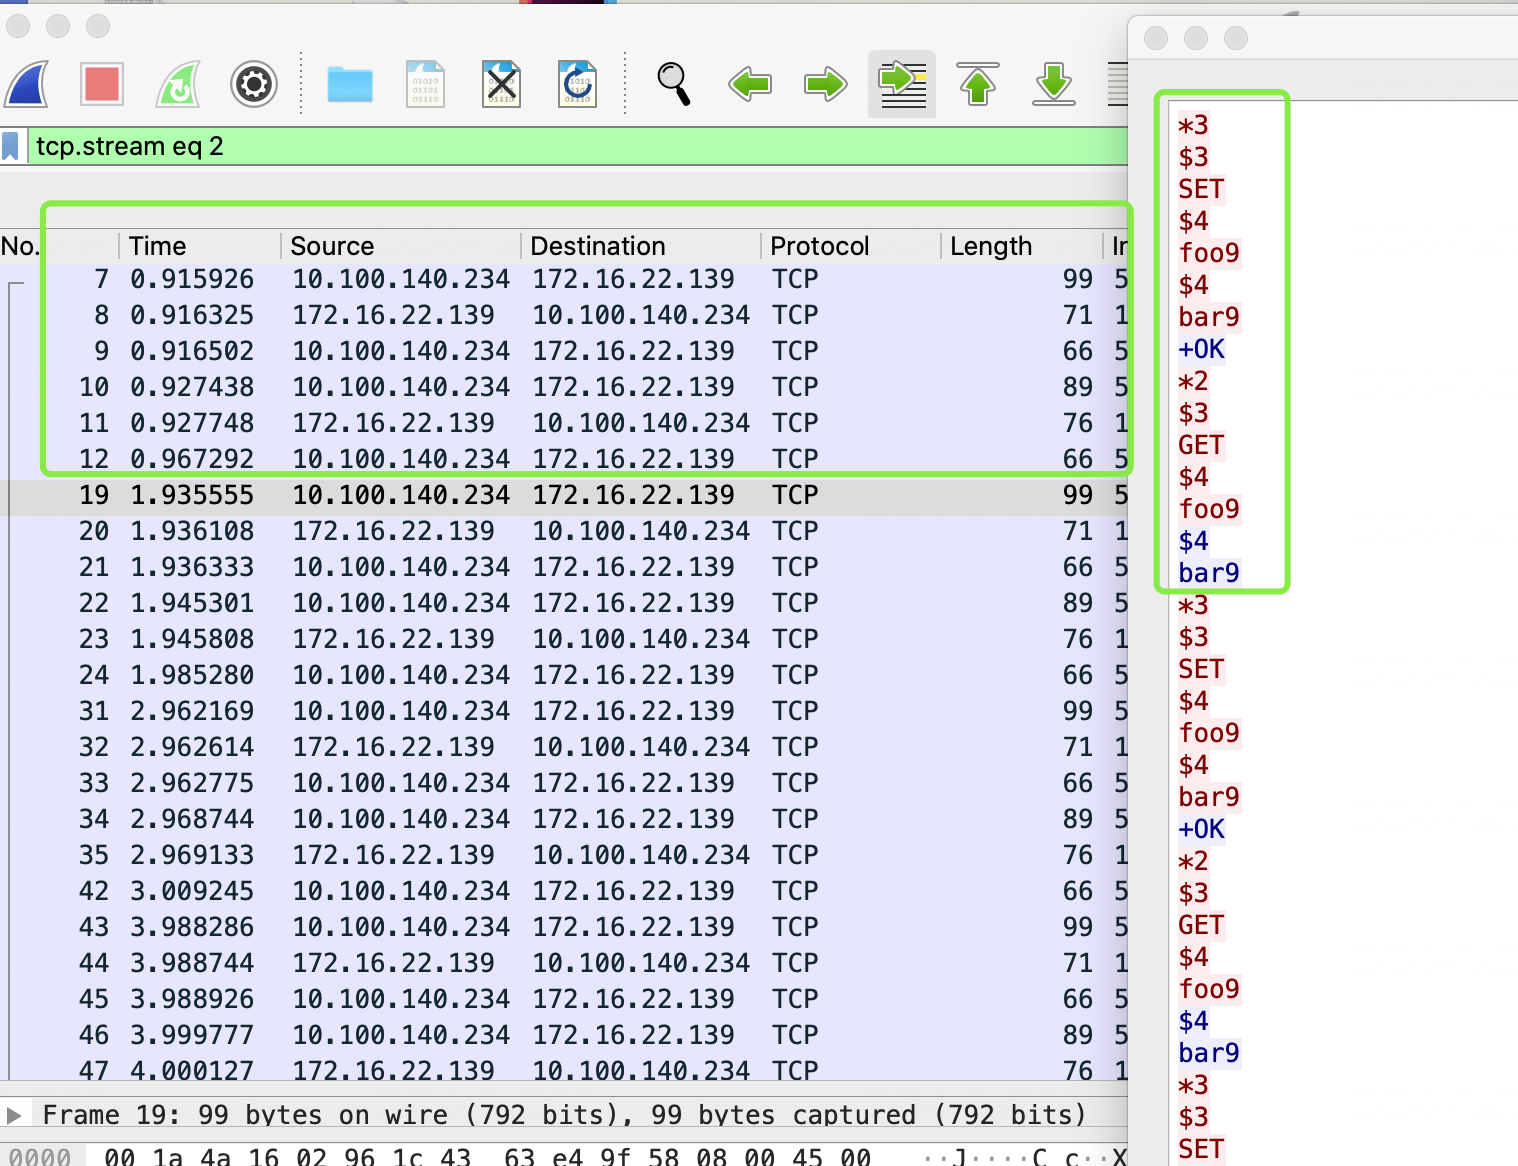 tcp.stream eq 2
No. Time Source Destination Protocol Length
7 0.915926 10.100.140.234 172.16.22.139 TCP 99 5
8 0.916325 172.16.22.139 10.100.140.234 TCP 71 1
9 0.916502 10.100.140.234 172.16.22.139 TCP 66 5
10 0.927438 10.100.140.234 172.16.22.139 TCP 89 5
11 0.927748 172.16.22.139 10.100.140.234 TCP 76 1
12 0.967292 10.100.140.234 172.16.22.139 TCP 66 5
19 1.935555 10.100.140.234 172.16.22.139 TCP 99 5
20 1.936108 172.16.22.139 10.100.140.234 TCP 71 1
21 1.936333 10.100.140.234 172.16.22.139 TCP 66 5
22 1.945301 10.100.140.234 172.16.22.139 TCP 89 5
23 1.945808 172.16.22.139 10.100.140.234 TCP 76 1
24 1.985280 10.100.140.234 172.16.22.139 TCP 66 5
31 2.962169 10.100.140.234 172.16.22.139 TCP 99 5
32 2.962614 172.16.22.139 10.100.140.234 TCP 71 1
33 2.962775 10.100.140.234 172.16.22.139 TCP 66 5
34 2.968744 10.100.140.234 172.16.22.139 TCP 89 5
35 2.969133 172.16.22.139 10.100.140.234 TCP 76 1
42 3.009245 10.100.140.234 172.16.22.139 TCP 66 5
43 3.988286 10.100.140.234 172.16.22.139 TCP 99 5
44 3.988744 172.16.22.139 10.100.140.234 TCP 71 1
45 3.988926 10.100.140.234 172.16.22.139 TCP 66 5
46 3.999777 10.100.140.234 172.16.22.139 TCP 89 5
47 4.000127 172.16.22.139 10.100.140.234 TCP 76 1
Frame 19: 99 bytes on wire (792 bits), 99 bytes captured (792 bits)
0000 00 1a 4a 16 02 96 1c 43 63 e4 9f 58 08 00 45 00 ··J····C c··X
*3
$3
SET
$4
foo9
$4
bar9
+OK
*2
$3
GET
$4
foo9
$4
bar9
*3
$3
SET
$4
foo9
$4
bar9
+OK
*2
$3
GET
$4
foo9
$4
bar9
*3
$3
SET